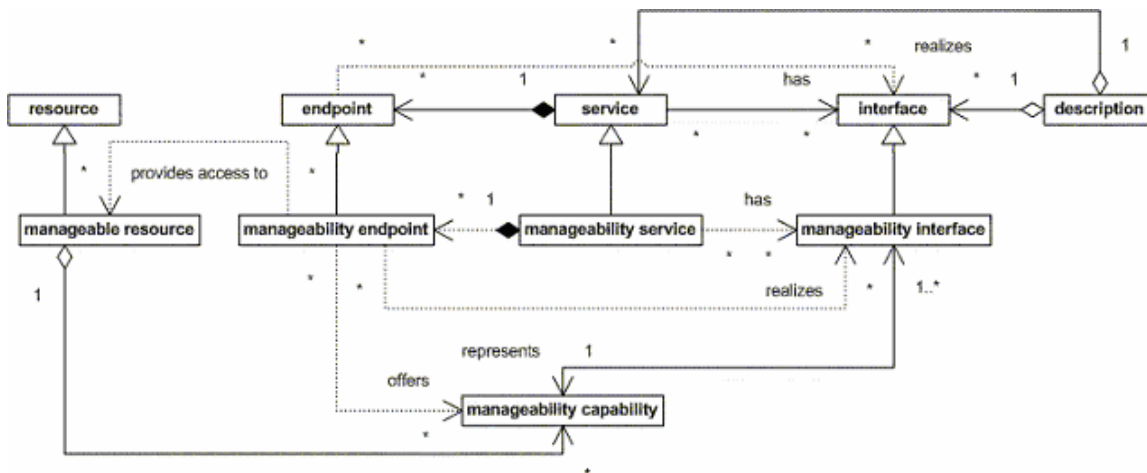 * * realizes 1 1
* 1 has * 1
resource endpoint service interface description
* *
* provides access to *
* 1 has
manageable resource manageability endpoint manageability service manageability interface
* *
1 * * realizes * 1..*
represents 1
offers
manageability capability
*
*